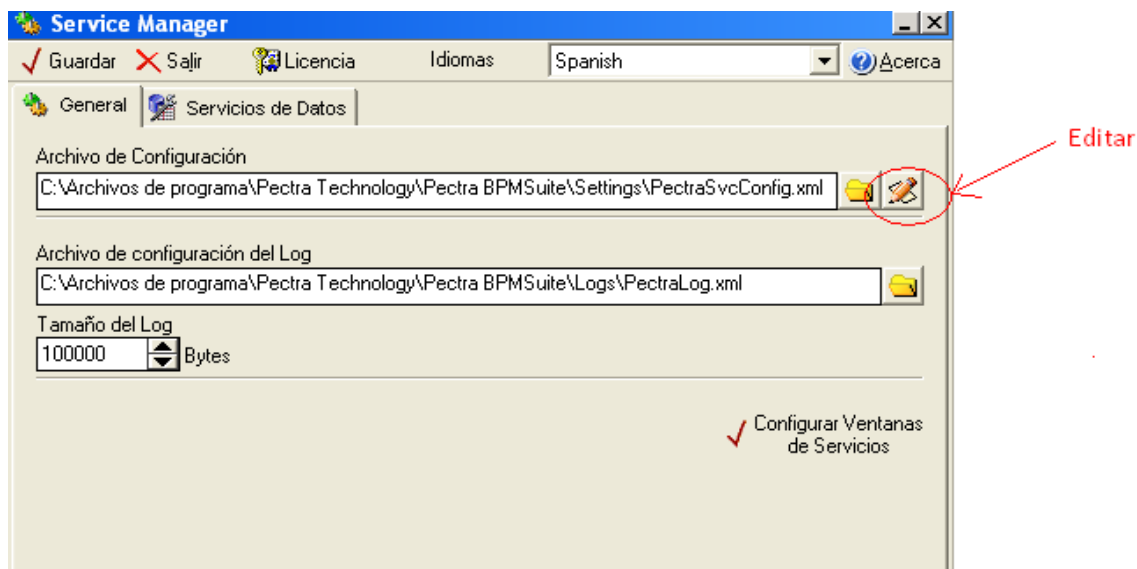 Service Manager
Guardar Salir Licencia Idiomas Spanish Acerca
General Servicios de Datos
Editar
Archivo de Configuración
C:\Archivos de programa\Pectra Technology\Pectra BPMSuite\Settings\PectraSvcConfig.xml
Archivo de configuración del Log
C:\Archivos de programa\Pectra Technology\Pectra BPMSuite\Logs\PectraLog.xml
Tamaño del Log
100000 Bytes
Configurar Ventanas
de Servicios